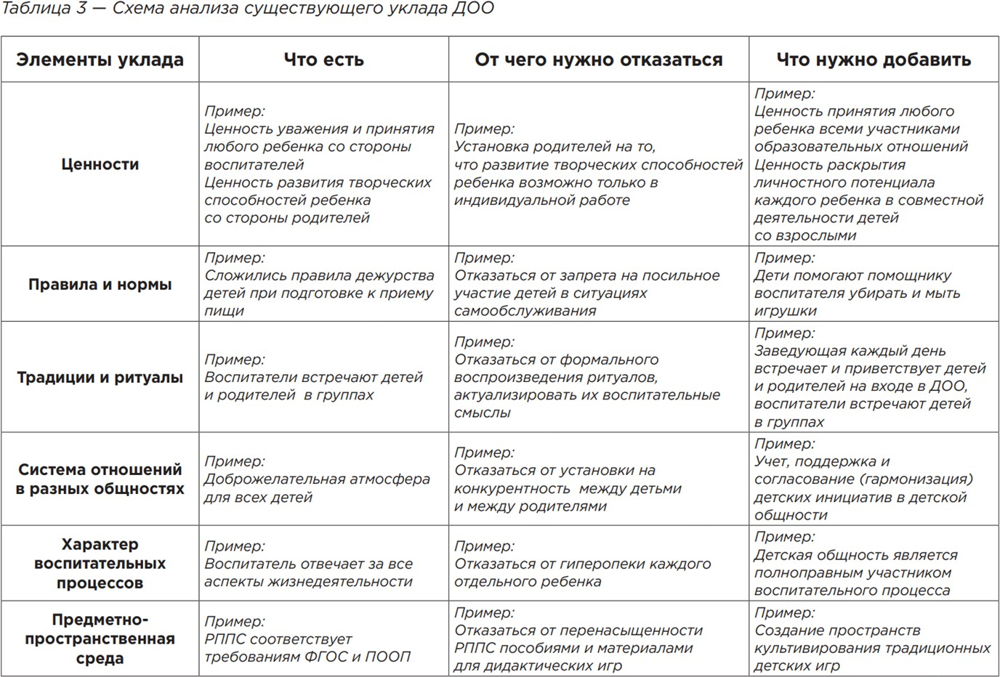 Таблица 3 — Схема анализа существующего уклада ДОО
Элементы уклада
Что есть
От чего нужно отказаться
Что нужно добавить
Ценности
Пример:
Ценность уважения и принятия
любого ребенка со стороны
воспитателей
Ценность развития творческих
способностей ребенка
со стороны родителей
Пример:
Установка родителей на то,
что развитие творческих способностей
ребенка возможно только в
индивидуальной работе
Пример:
Ценность принятия любого
ребенка всеми участниками
образовательных отношений
Ценность раскрытия
личностного потенциала
каждого ребенка в совместной
деятельности детей
со взрослыми
Правила и нормы
Пример:
Сложились правила дежурства
детей при подготовке к приему
пищи
Пример:
Отказаться от запрета на посильное
участие детей в ситуациях
самообслуживания
Пример:
Дети помогают помощнику
воспитателя убирать и мыть
игрушки
Традиции и ритуалы
Пример:
Воспитатели встречают детей
и родителей в группах
Пример:
Отказаться от формального
воспроизведения ритуалов,
актуализировать их воспитательные
смыслы
Пример:
Заведующая каждый день
встречает и приветствует детей
и родителей на входе в ДОО,
воспитатели встречают детей
в группах
Система отношений
в разных общностях
Пример:
Доброжелательная атмосфера
для всех детей
Пример:
Отказаться от установки на
конкурентность между детьми
и между родителями
Пример:
Учет, поддержка и
согласование (гармонизация)
детских инициатив в детской
общности
Характер
воспитательных
процессов
Пример:
Воспитатель отвечает за все
аспекты жизнедеятельности
Пример:
Отказаться от гиперопеки каждого
отдельного ребенка
Пример:
Детская общность является
полноправным участником
воспитательного процесса
Предметно-
пространственная
среда
Пример:
РППС соответствует
требованиям ФГОС и ПООП
Пример:
Отказаться от перенасыщенности
РППС пособиями и материалами
для дидактических игр
Пример:
Создание пространств
культивирования традиционных
детских игр